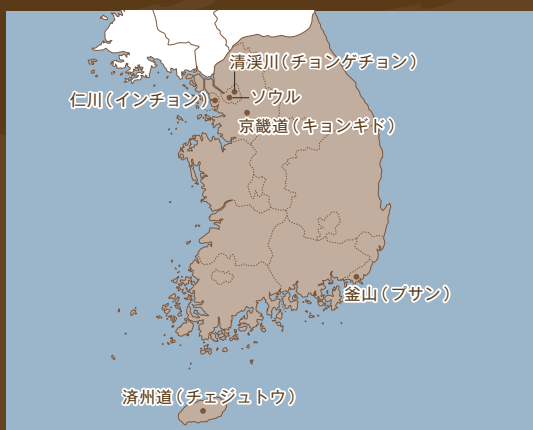 清渓川(チョンゲチョン)
仁川(インチョン)
ソウル
京畿道(キョンギド)
釜山(プサン)
済州道(チェジュトウ)